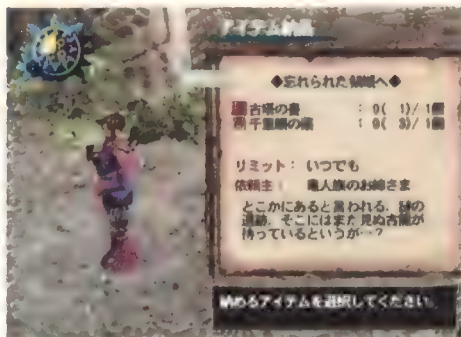 アイテム納品
◆忘れられた領域へ◆
古塔の書 : 0( 1)/ 1個
千里眼の薬 : 0( 3)/ 1個
リミット: いつでも
依頼主: 竜人族のお姉さま
どこかにあると言われる、謎の
遺跡。そこにはまだ見ぬ古龍が
待っているというが…?
納めるアイテムを選択してください。